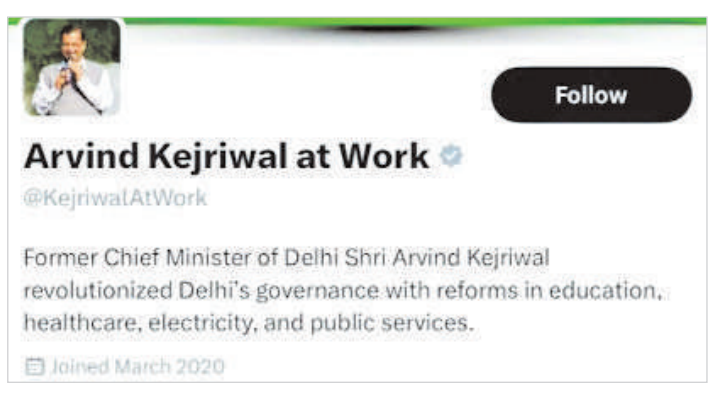 Follow
Arvind Kejriwal at Work
@KejriwalAtWork
Former Chief Minister of Delhi Shri Arvind Kejriwal
revolutionized Delhi's governance with reforms in education,
healthcare, electricity, and public services.
Joined March 2020